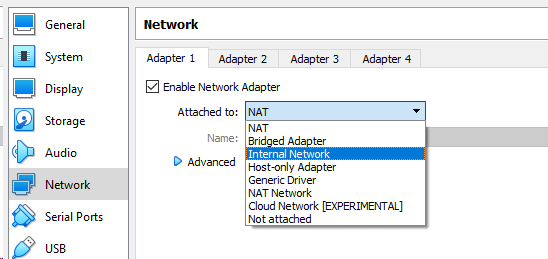 General
System
Display
Storage
Audio
Network
Serial Ports
USB
Network
Adapter 1 Adapter 2 Adapter 3 Adapter 4
Enable Network Adapter
Attached to: NAT
NAT
Bridged Adapter
Internal Network
Host-only Adapter
Generic Driver
NAT Network
Cloud Network [EXPERIMENTAL]
Not attached
Name:
Advanced